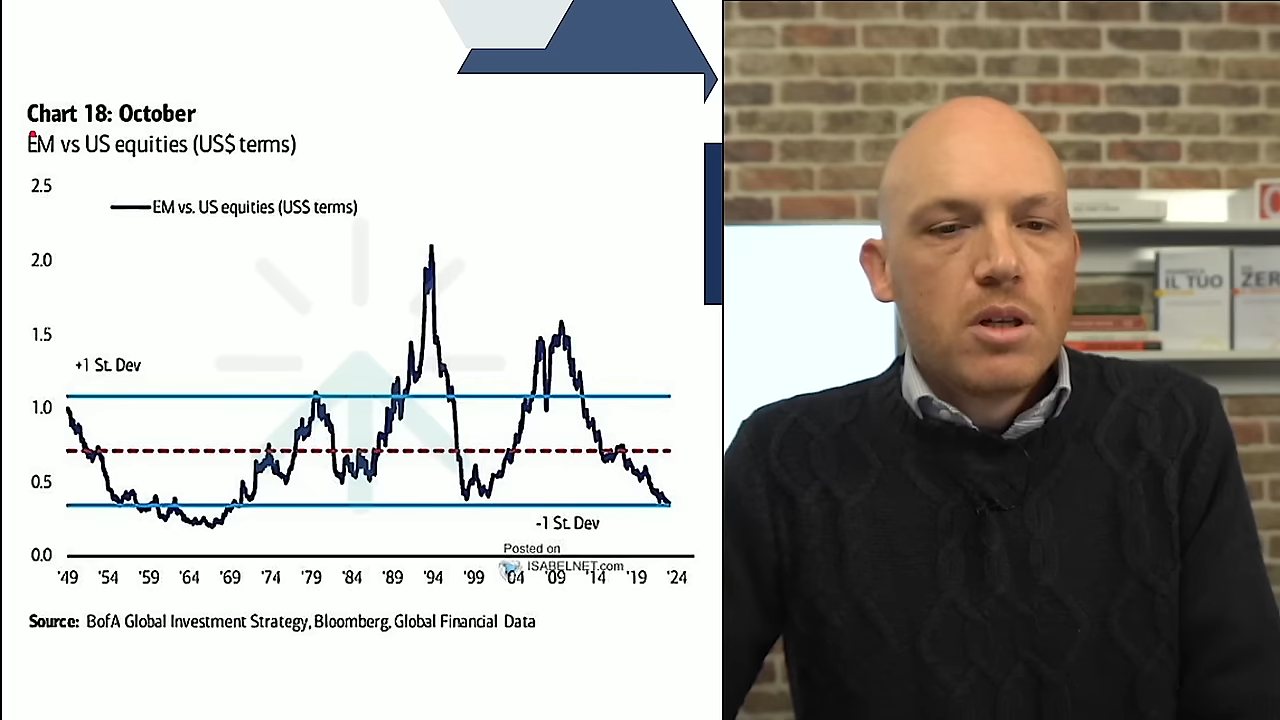 Chart 18: October
EM vs US equities (US$ terms)
2.5
EM vs. US equities (US$ terms)
2.0
1.5
+1 St. Dev
1.0
0.5
-1 St. Dev
0.0
Posted on
ISABELNET.com
'49 '54 '59 '64 '69 '74 '79 '84 '89 '94 '99 '04 '09 '14 '19 '24
Source: BofA Global Investment Strategy, Bloomberg, Global Financial Data
IL TUO
ZER